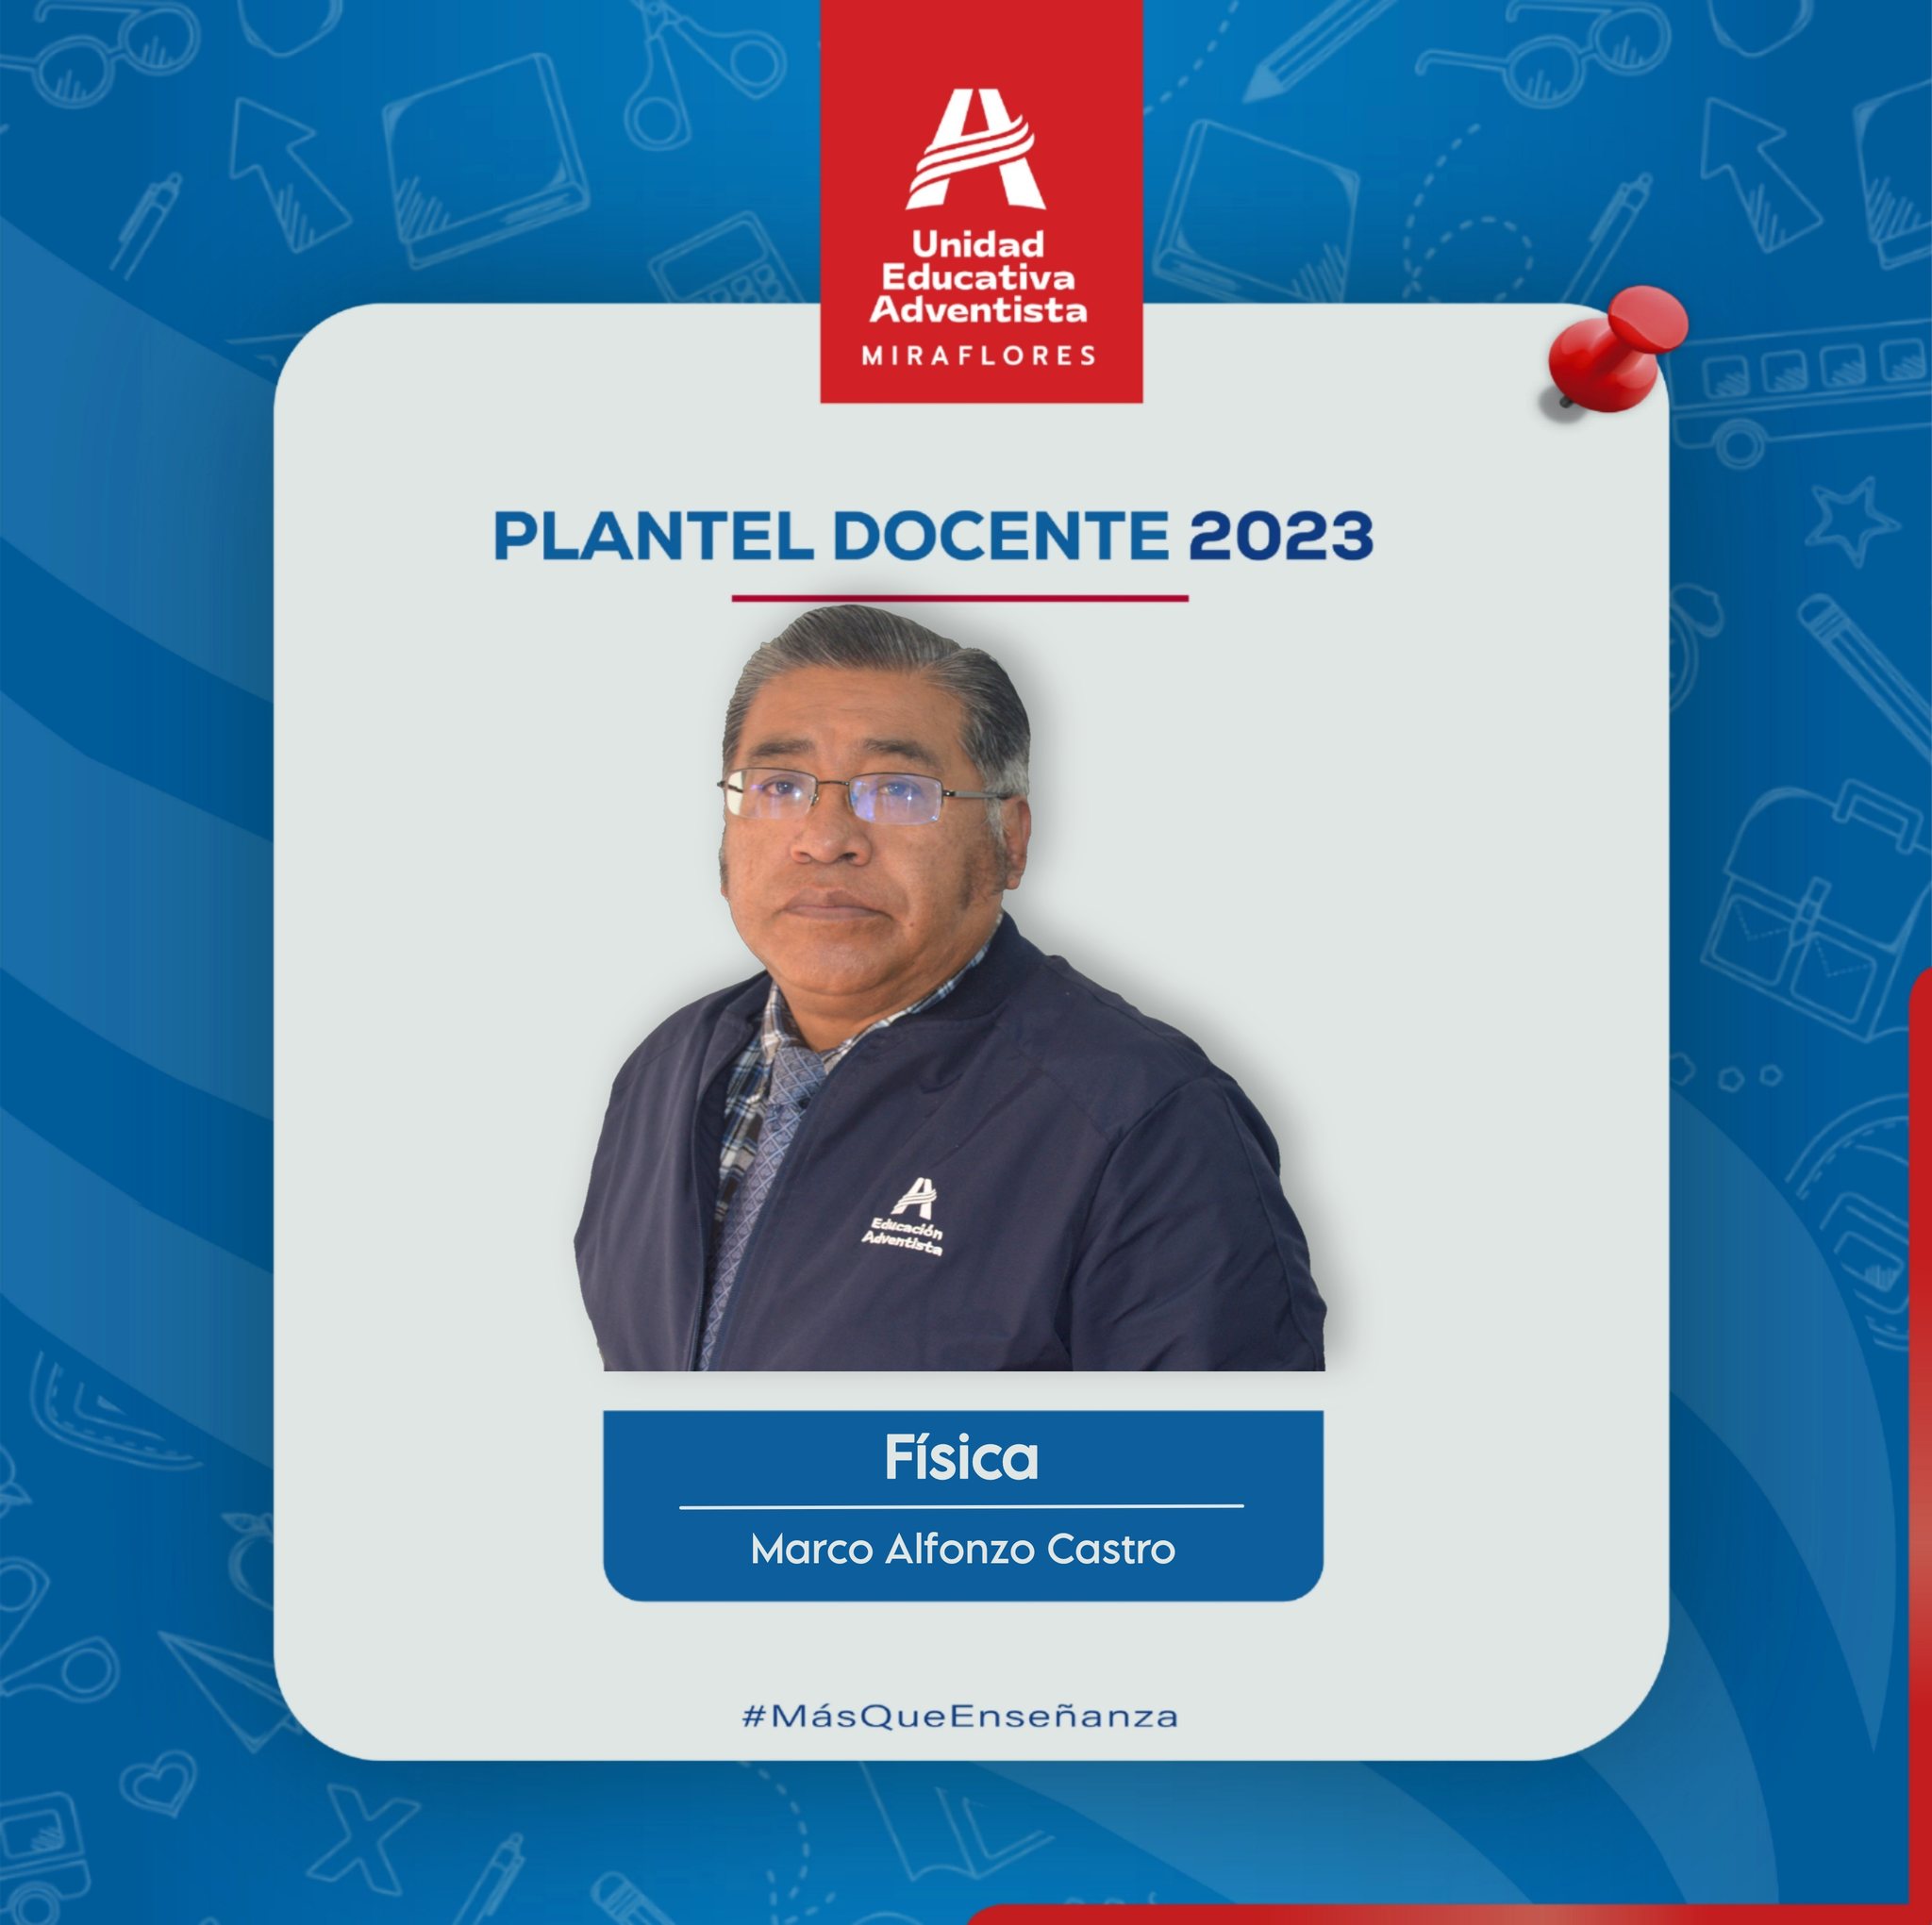 Unidad
Educativa
Adventista
MIRAFLORES
PLANTEL DOCENTE 2023
Educación
Adventista
Física
Marco Alfonzo Castro
#MásQueEnseñanza